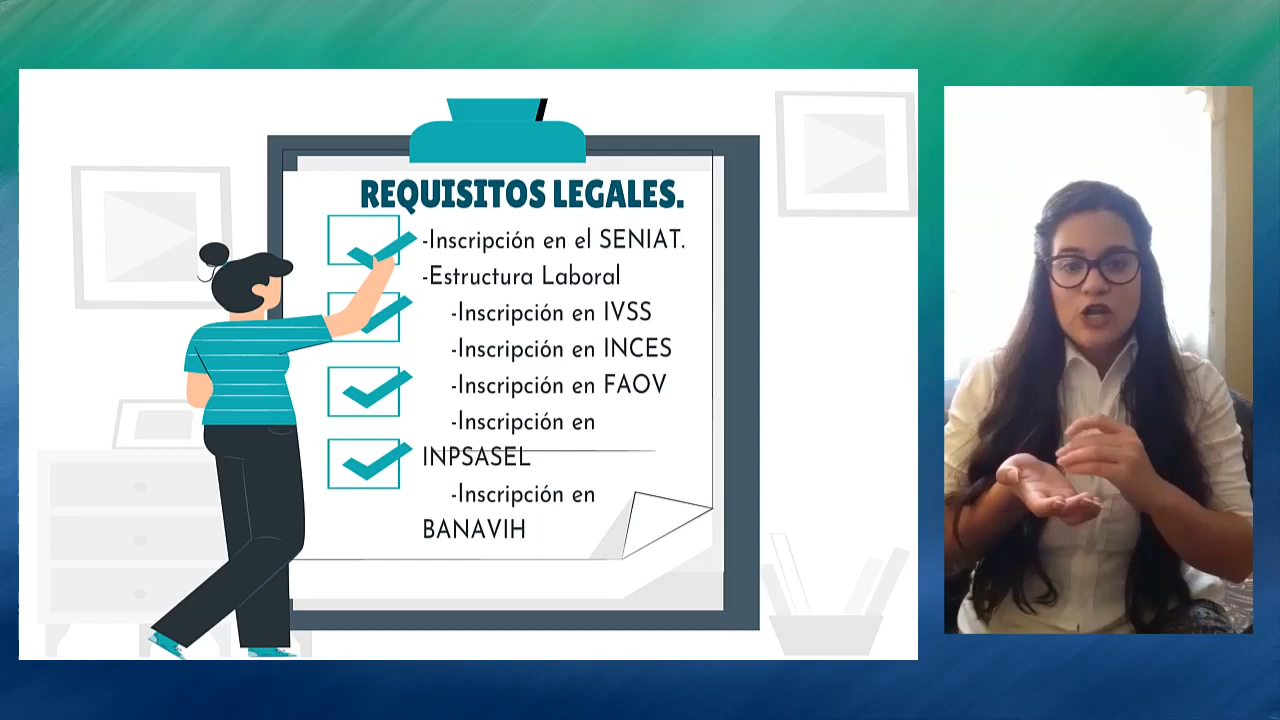 REQUISITOS LEGALES.
-Inscripción en el SENIAT.
-Estructura Laboral
-Inscripción en IVSS
-Inscripción en INCES
-Inscripción en FAOV
-Inscripción en
INPSASEL
-Inscripción en
BANAVIH